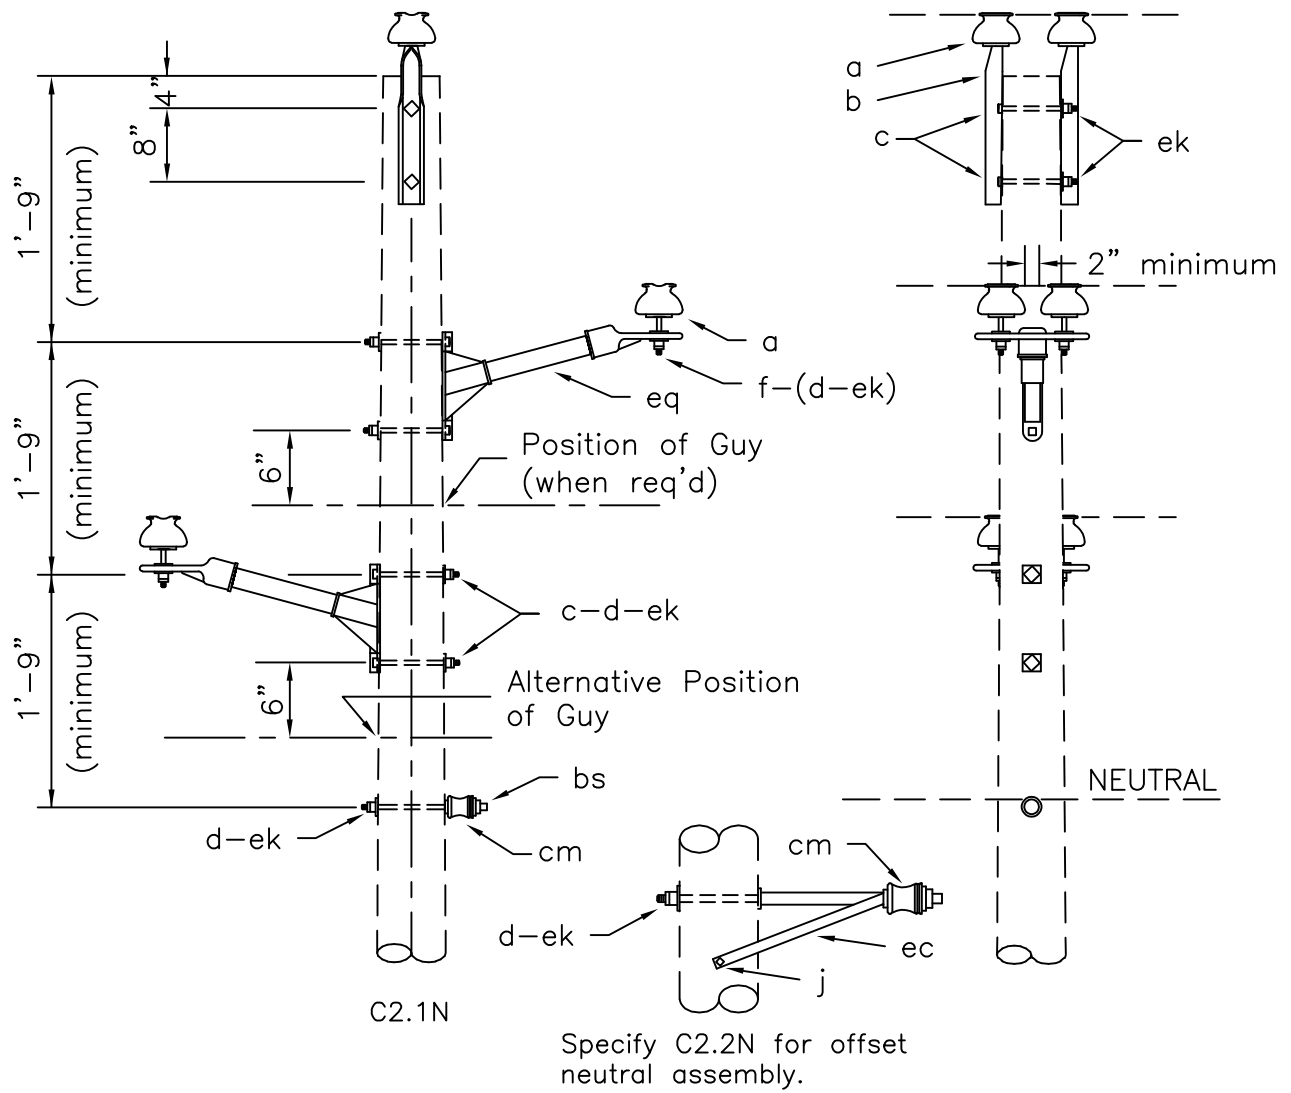 4”
8”
1’-9”
(minimum)
a
b
c
ek
2” minimum
a
f-(d-ek)
eq
1’-9”
(minimum)
6”
Position of Guy
(when req’d)
c-d-ek
1’-9”
(minimum)
6”
Alternative Position
of Guy
bs
d-ek
cm
NEUTRAL
cm
d-ek
ec
j
C2.1N
Specify C2.2N for offset
neutral assembly.